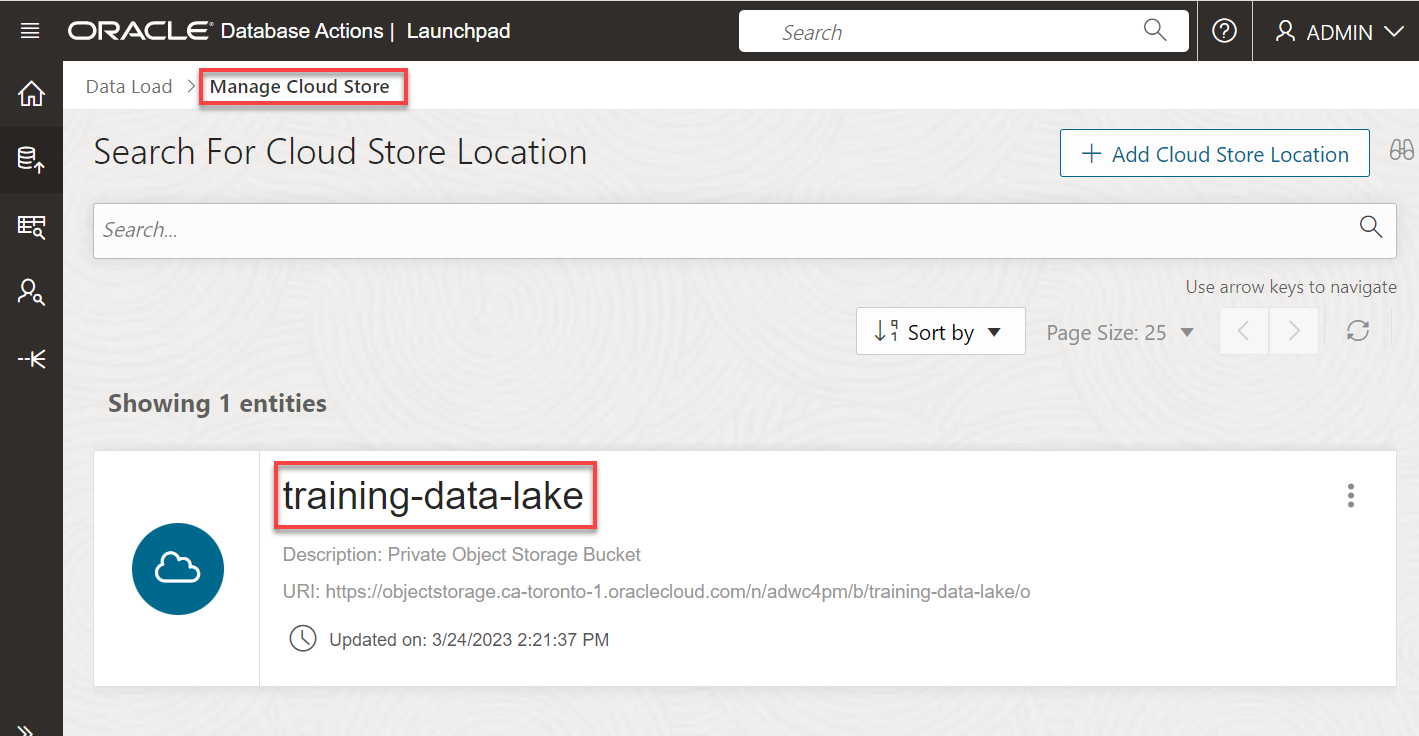 ORACLE Database Actions | Launchpad
Search
ADMIN
Data Load > Manage Cloud Store
Search For Cloud Store Location
+ Add Cloud Store Location
Search...
Use arrow keys to navigate
Sort by
Page Size: 25
Showing 1 entities
training-data-lake
Description: Private Object Storage Bucket
URI: https://objectstorage.ca-toronto-1.oraclecloud.com/n/adwc4pm/b/training-data-lake/o
Updated on: 3/24/2023 2:21:37 PM